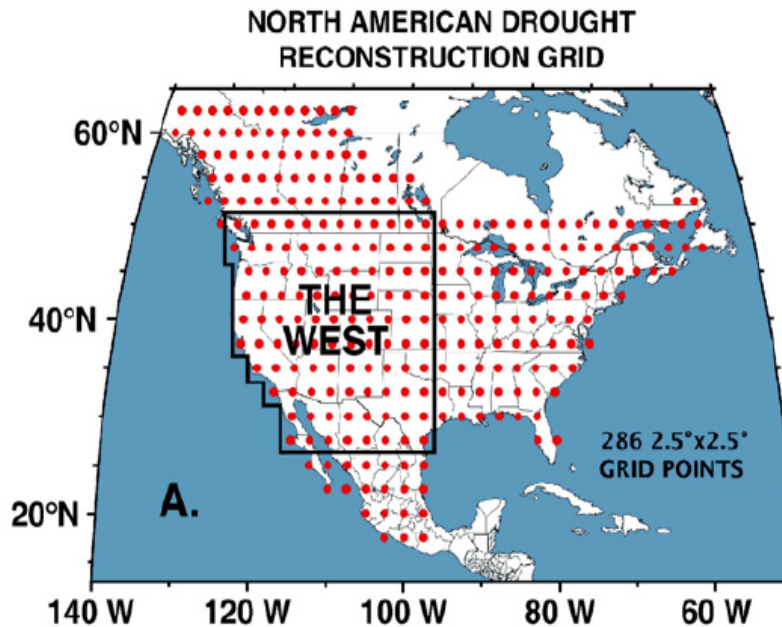 NORTH AMERICAN DROUGHT
RECONSTRUCTION GRID
60°N
40°N
20°N
THE
WEST
286 2.5°x2.5°
GRID POINTS
A.
140 W 120 W 100 W 80 W 60 W